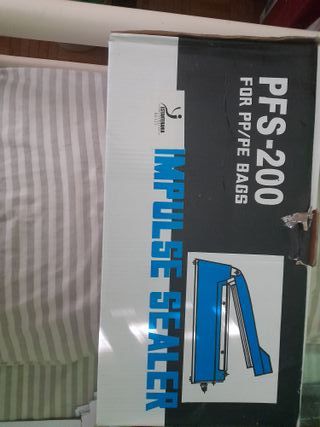 PFS-200
FOR PP/PE BAGS
IMPULSE SEALER